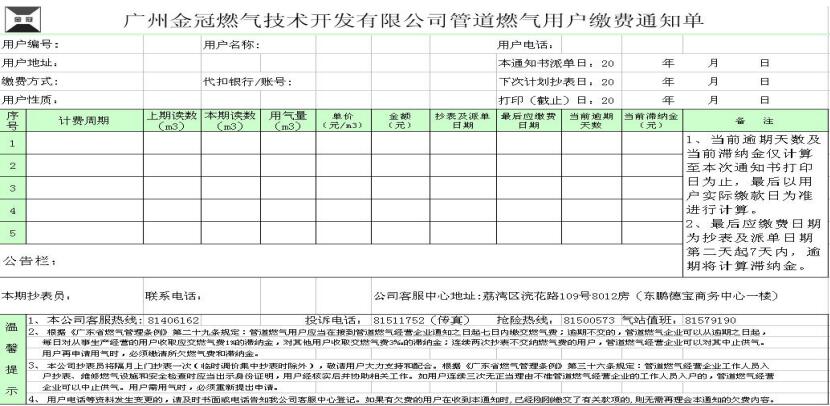 广州金冠燃气技术开发有限公司管道燃气用户缴费通知单
用户编号： 用户名称： 用户电话：
用户地址： 本通知书派单日：20 年 月 日
缴费方式： 代扣银行/账号： 下次计划抄表日：20 年 月 日
用户性质： 打印（截止）日：20 年 月 日
序号 计费周期 上期读数（m3） 本期读数（m3） 用气量（m3） 单价（元/m3） 金额（元） 抄表及派单日期 最后应缴费日期 当前逾期天数 当前滞纳金（元） 备 注
1
2
3
4
5
1、当前逾期天数及
当前滞纳金仅计算
至本次通知书打印
日为止，最后以用
户实际缴款日为准
进行计算。
2、最后应缴费日期
为抄表及派单日期
第二天起7天内，逾
期将计算滞纳金。
公告栏：
本期抄表员： 联系电话： 公司客服中心地址：荔湾区浣花路109号8012房（东鹏德宝商务中心一楼）
温馨提示
1、本公司客服热线：81406162 投诉电话：81511752（传真） 抢险热线：81500573 气站值班：81579190
2、根据《广东省燃气管理条例》第二十九条规定：管道燃气用户应当在接到管道燃气经营企业通知之日起七日内缴交燃气费；逾期不交的，管道燃气企业可以从逾期之日起，
每日对从事生产经营的用户收取应交燃气费1%的滞纳金，对其他用户收取交燃气费3‰的滞纳金；连续两次抄表不交纳燃气费的用户，管道燃气企业可以对其中止供气。
用户再申请用气时，必须缴清所欠燃气费和滞纳金。
3、本公司抄表员将隔月上门抄表一次（临时调价集中抄表时除外），敬请用户大力支持和配合。根据《广东省燃气管理条例》第三十六条规定：管道燃气经营企业工作人员入
户抄表、维修燃气设施和安全检查时应当出示身份证明，用户经核实后并协助相关工作。如用户连续三次无正当理由不准管道燃气经营企业的工作人员入户的，管道燃气经营
企业可以中止供气。用户需用气时，必须重新提出申请。
4、用户电话等资料发生变更的，请及时书面或电话告知我公司客服中心登记。如果有欠费的用户在收到本通知时，已经刚刚缴交了有关款项的，则无需再理会本通知的欠费内容。